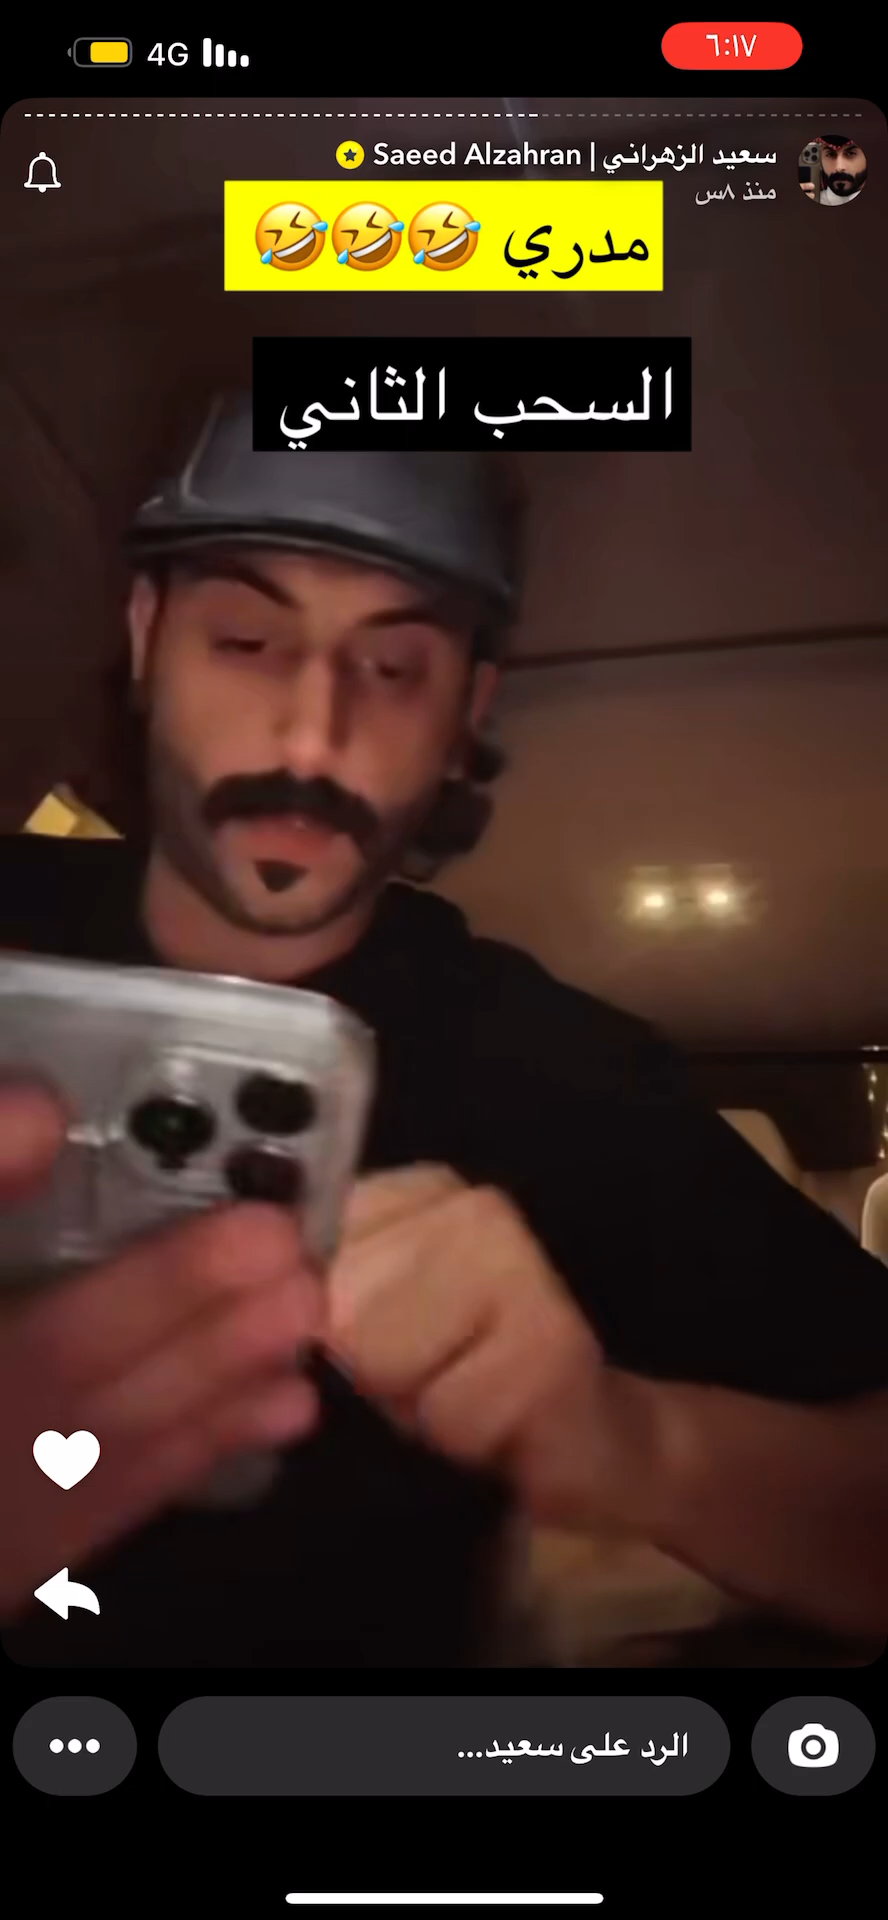 4G
٦:١٧
سعيد الزهراني | Saeed Alzahran
منذ ٨س
مدري 🤣🤣🤣
السحب الثاني
الرد على سعيد...